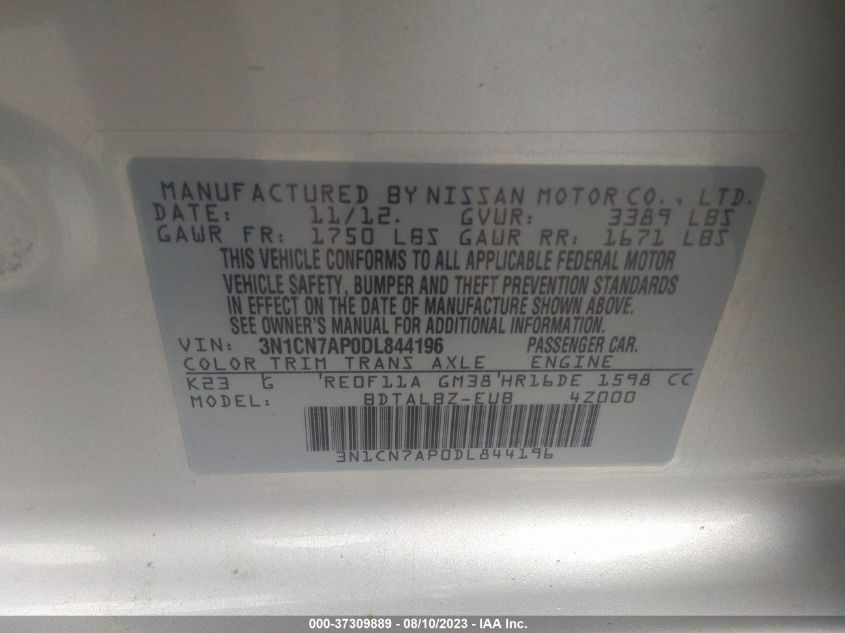 MANUFACTURED BY NISSAN MOTOR CO., LTD.
DATE: 11/12. GVWR: 3389 LBS
GAWR FR: 1750 LBS GAWR RR: 1671 LBS
THIS VEHICLE CONFORMS TO ALL APPLICABLE FEDERAL MOTOR
VEHICLE SAFETY, BUMPER AND THEFT PREVENTION STANDARDS
IN EFFECT ON THE DATE OF MANUFACTURE SHOWN ABOVE.
SEE OWNER'S MANUAL FOR ADDITIONAL INFORMATION.
VIN: 3N1CN7AP0DL844196 PASSENGER CAR.
COLOR TRIM TRANS AXLE ENGINE
K23 G RE0F11A GM38 HR16DE 1598 CC
MODEL: BDTALBZ-EUB 4Z000
3N1CN7AP0DL844196
000-37309889 - 08/10/2023 - IAA Inc.